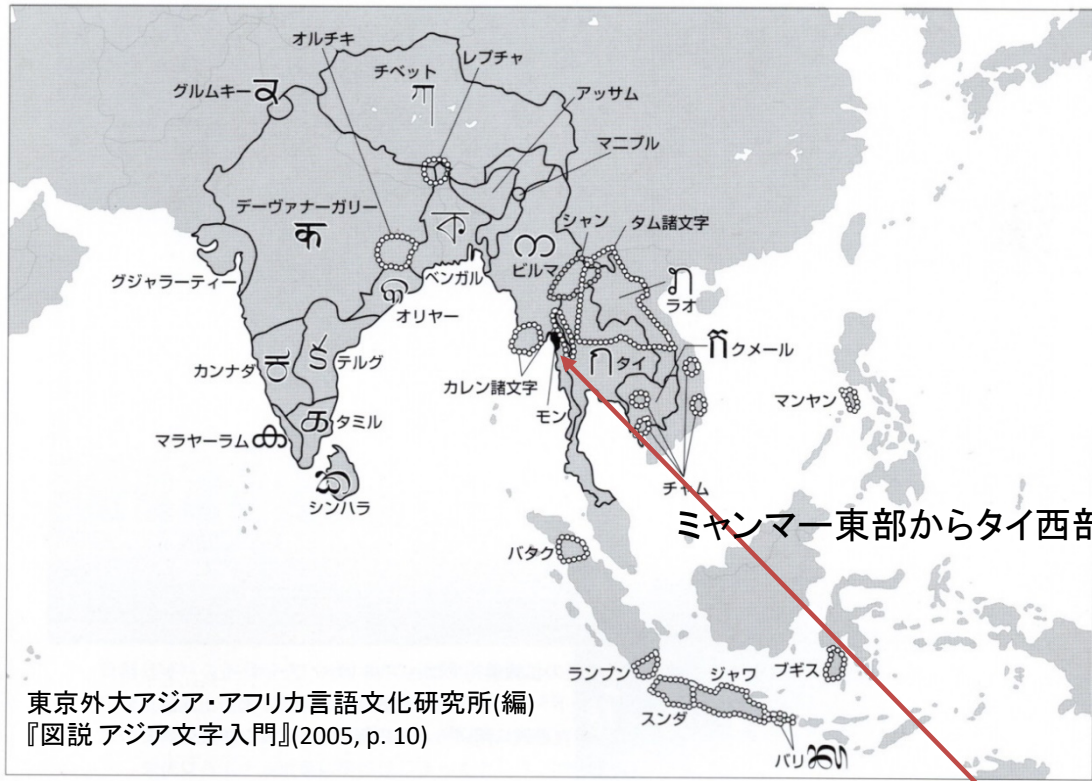 オルチキ
レプチャ
チベット
ཀ
グルムキー
ਕ
アッサム
マニプル
デーヴァナーガリー
क
シャン
タム諸文字
ক
က
ビルマ
グジャラーティー
ベンガル
ລ
ラオ
オリヤー
ក
クメール
カンナダ
ಕ
テルグ
カレン諸文字
ก
タイ
モン
マンヤン
タミル
க
マラヤーラム
ക
シンハラ
ක
チャム
ミャンマー東部からタイ西部
バタク
ランプン
ジャワ
ブギス
スンダ
バリ
東京外大アジア・アフリカ言語文化研究所(編)
『図説 アジア文字入門』(2005, p. 10)